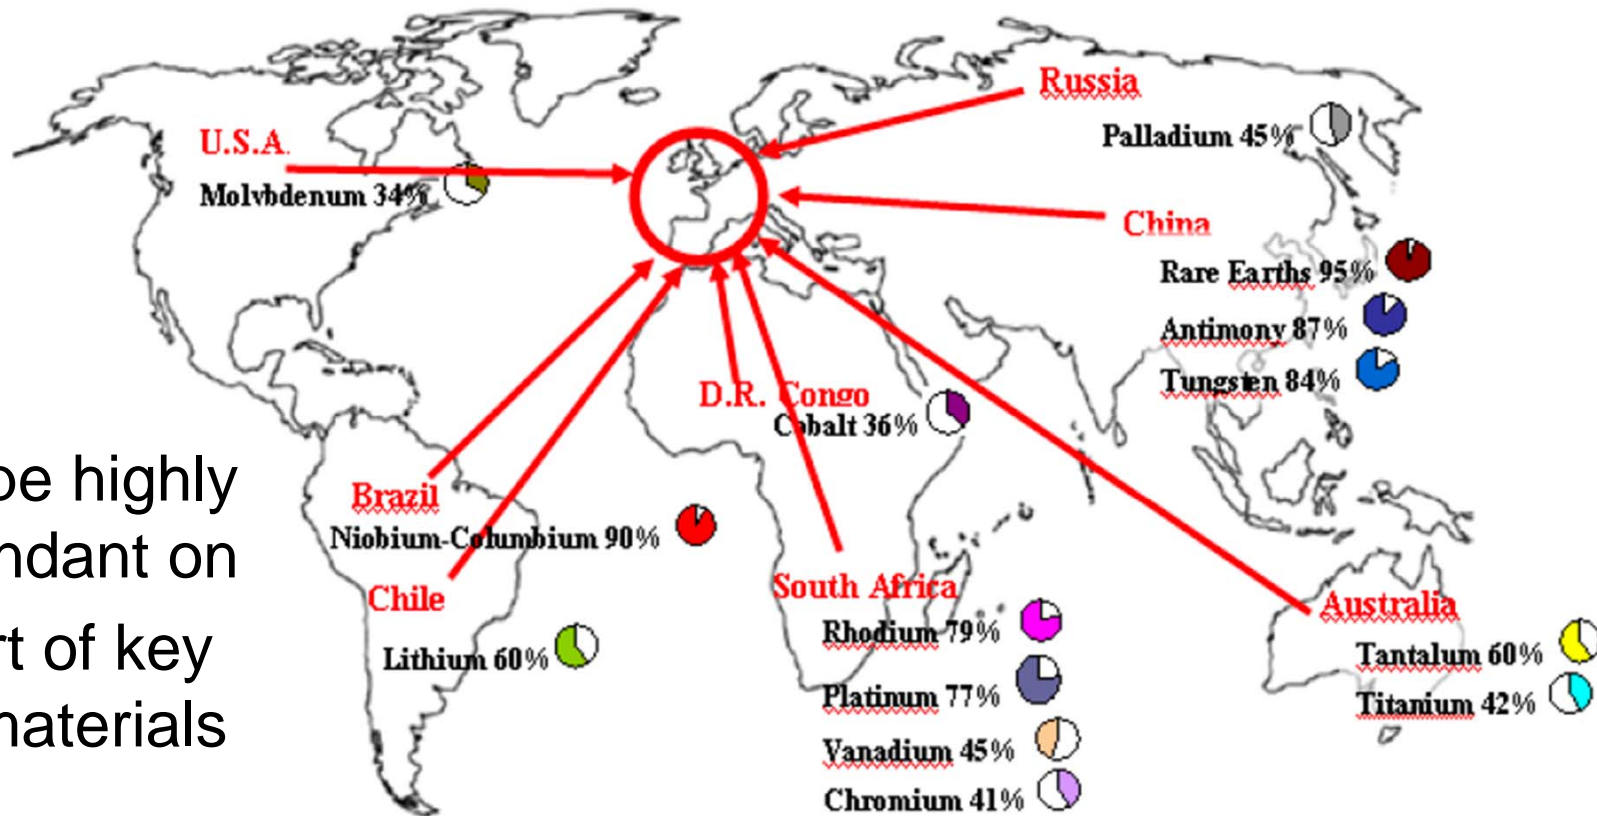 Russia
Palladium 45%
U.S.A.
Molybdenum 34%
China
Rare Earths 95%
Antimony 87%
Tungsten 84%
D.R. Congo
Cobalt 36%
Brazil
Niobium-Columbium 90%
Chile
Lithium 60%
South Africa
Rhodium 79%
Platinum 77%
Vanadium 45%
Chromium 41%
Australia
Tantalum 60%
Titanium 42%
highly
ndant on
rt of key
materials